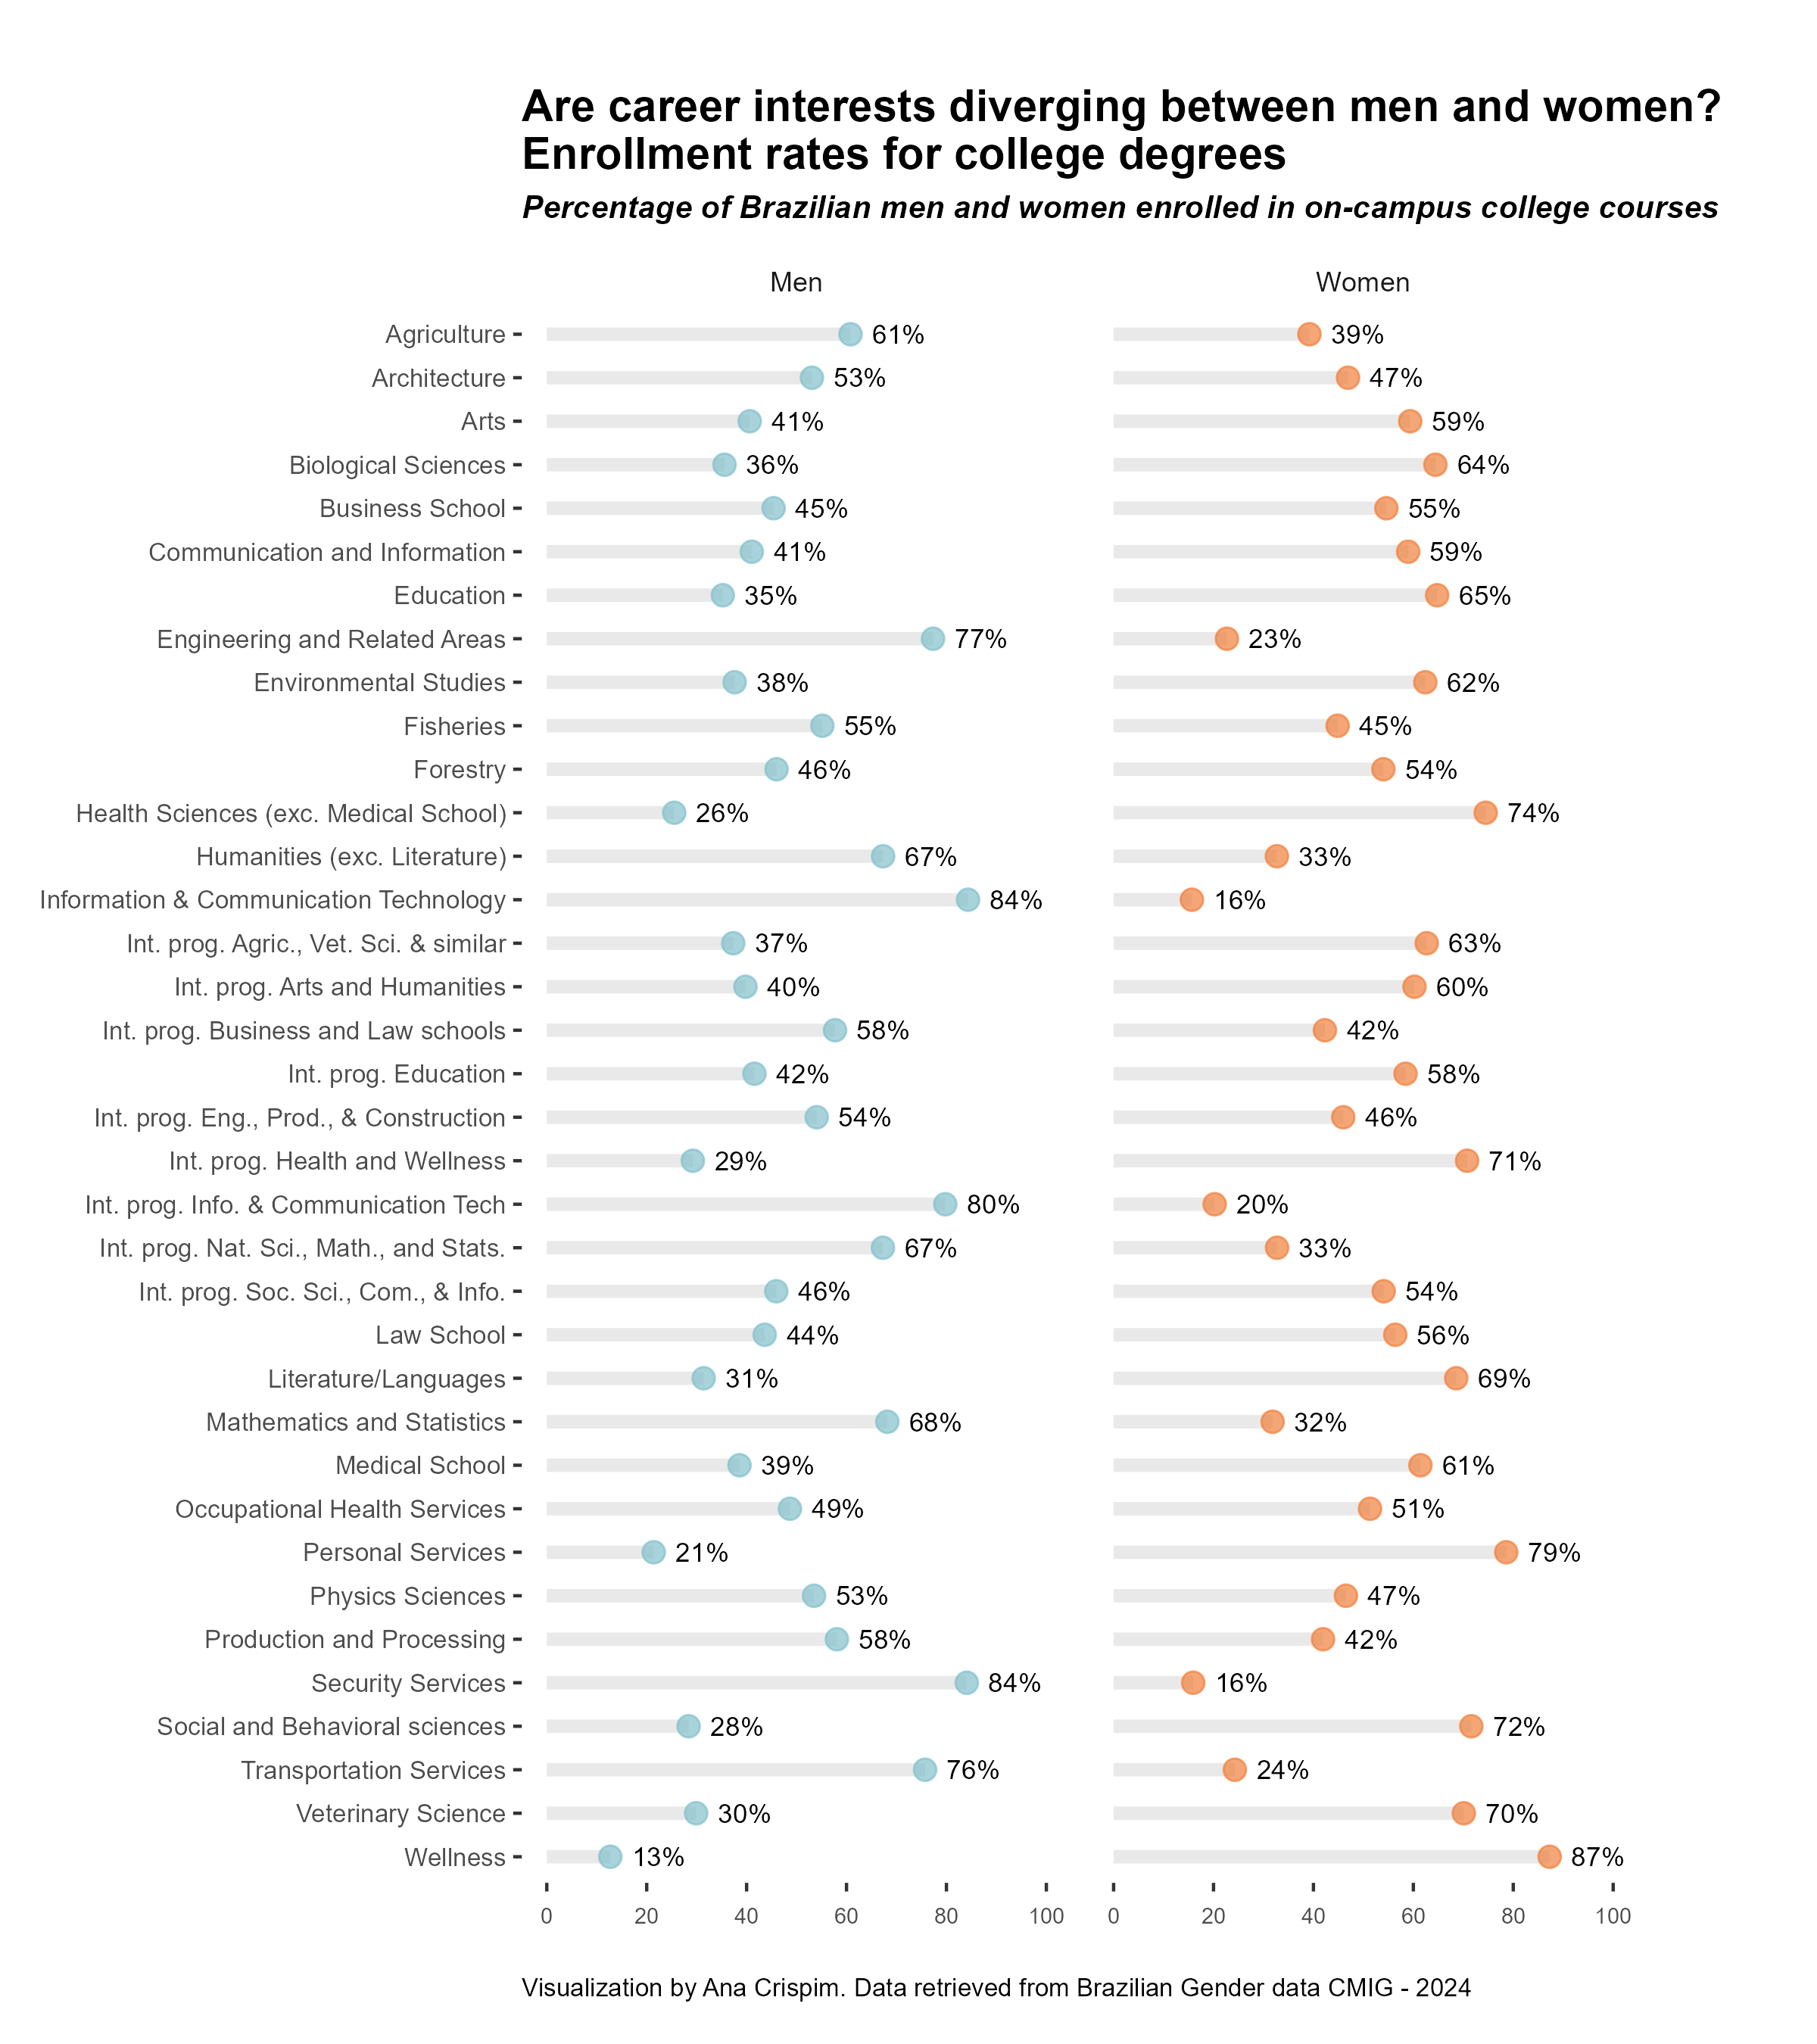 Are career interests diverging between men and women?
Enrollment rates for college degrees
Percentage of Brazilian men and women enrolled in on-campus college courses
Men Women
Agriculture 61% 39%
Architecture 53% 47%
Arts 41% 59%
Biological Sciences 36% 64%
Business School 45% 55%
Communication and Information 41% 59%
Education 35% 65%
Engineering and Related Areas 77% 23%
Environmental Studies 38% 62%
Fisheries 55% 45%
Forestry 46% 54%
Health Sciences (exc. Medical School) 26% 74%
Humanities (exc. Literature) 67% 33%
Information & Communication Technology 84% 16%
Int. prog. Agric., Vet. Sci. & similar 37% 63%
Int. prog. Arts and Humanities 40% 60%
Int. prog. Business and Law schools 58% 42%
Int. prog. Education 42% 58%
Int. prog. Eng., Prod., & Construction 54% 46%
Int. prog. Health and Wellness 29% 71%
Int. prog. Info. & Communication Tech 80% 20%
Int. prog. Nat. Sci., Math., and Stats. 67% 33%
Int. prog. Soc. Sci., Com., & Info. 46% 54%
Law School 44% 56%
Literature/Languages 31% 69%
Mathematics and Statistics 68% 32%
Medical School 39% 61%
Occupational Health Services 49% 51%
Personal Services 21% 79%
Physics Sciences 53% 47%
Production and Processing 58% 42%
Security Services 84% 16%
Social and Behavioral sciences 28% 72%
Transportation Services 76% 24%
Veterinary Science 30% 70%
Wellness 13% 87%
0 20 40 60 80 100 0 20 40 60 80 100
Visualization by Ana Crispim. Data retrieved from Brazilian Gender data CMIG - 2024